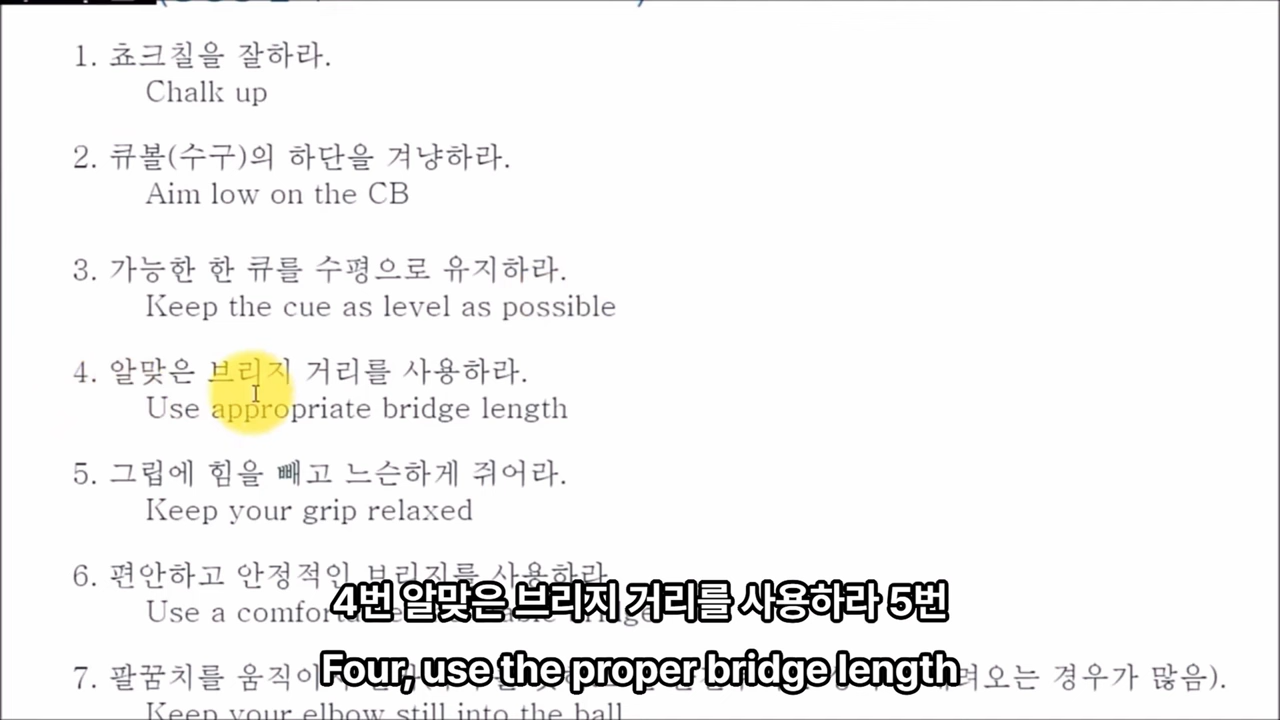 1. 쵸크칠을 잘하라.
Chalk up
2. 큐볼(수구)의 하단을 겨냥하라.
Aim low on the CB
3. 가능한 한 큐를 수평으로 유지하라.
Keep the cue as level as possible
4. 알맞은 브리지 거리를 사용하라.
Use appropriate bridge length
5. 그립에 힘을 빼고 느슨하게 쥐어라.
Keep your grip relaxed
6. 편안하고 안정적인 브리지를 사용하라
Use a
4번 알맞은 브리지 거리를 사용하라 5번
Four, use the proper bridge length
7. 팔꿈치를 경우가 많음).
Keep your elbow still into the ball